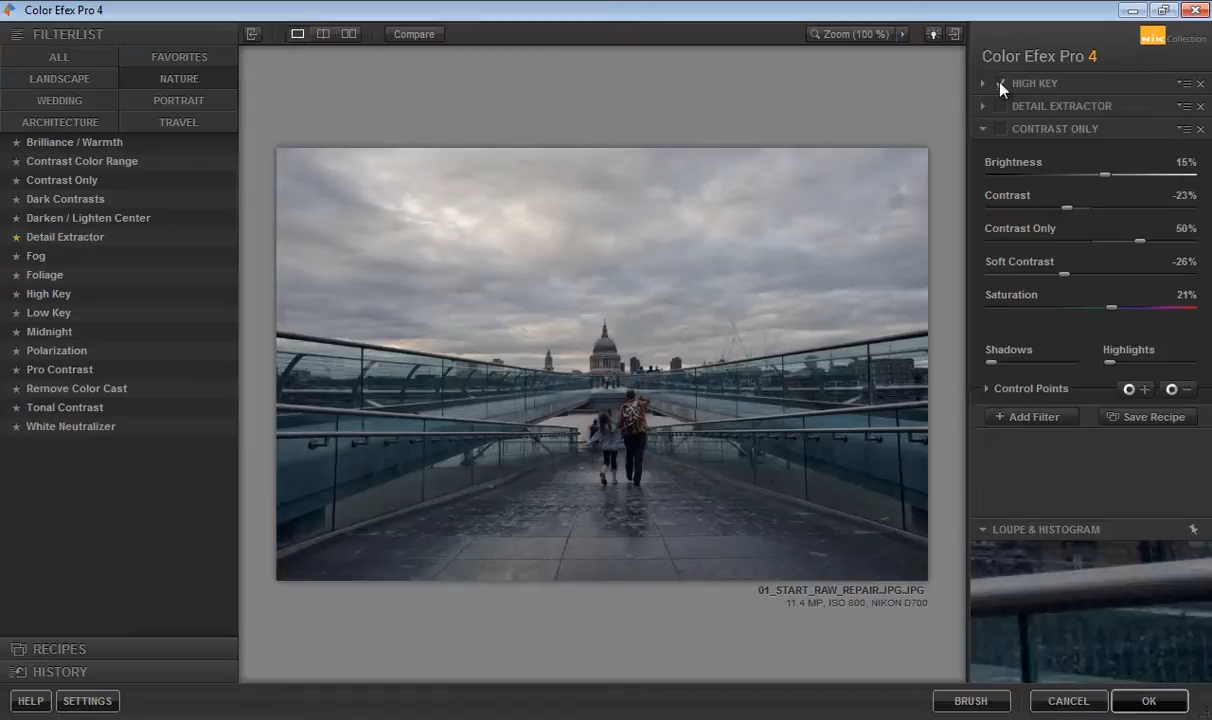 Color Efex Pro 4
FILTERLIST
ALL FAVORITES
LANDSCAPE NATURE
WEDDING PORTRAIT
ARCHITECTURE TRAVEL
Brilliance / Warmth
Contrast Color Range
Contrast Only
Dark Contrasts
Darken / Lighten Center
Detail Extractor
Fog
Foliage
High Key
Low Key
Midnight
Polarization
Pro Contrast
Remove Color Cast
Tonal Contrast
White Neutralizer
RECIPES
HISTORY
HELP SETTINGS
Compare
Zoom (100 %)
01_START_RAW_REPAIR.JPG.JPG
11.4 MP, ISO 800, NIKON D700
nik Collection
Color Efex Pro 4
HIGH KEY
DETAIL EXTRACTOR
CONTRAST ONLY
Brightness 15%
Contrast -23%
Contrast Only 50%
Soft Contrast -26%
Saturation 21%
Shadows Highlights
Control Points
+ Add Filter Save Recipe
LOUPE & HISTOGRAM
BRUSH CANCEL OK